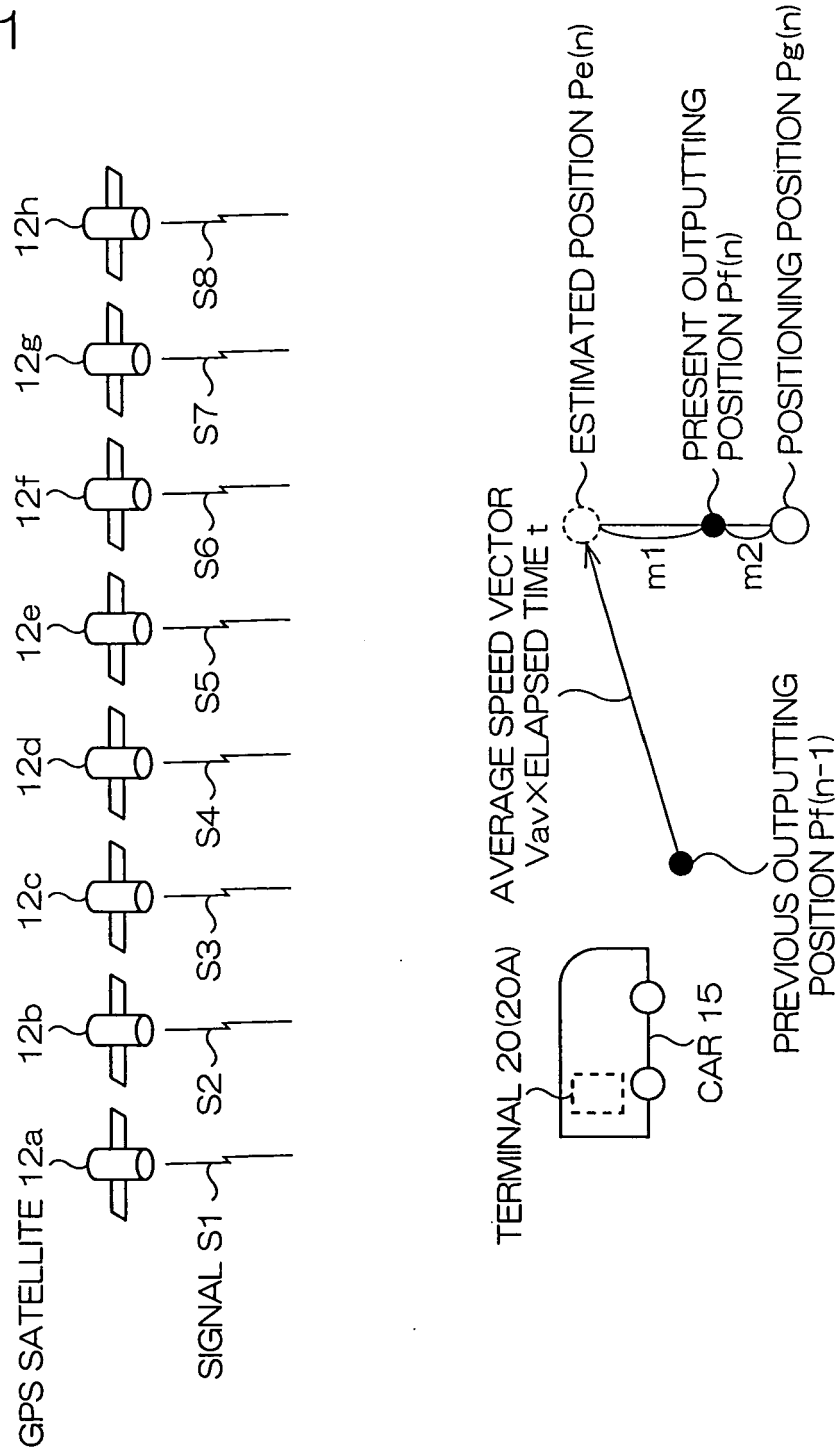 1
GPS SATELLITE 12a
12b
12c
12d
12e
12f
12g
12h
SIGNAL S1
S2
S3
S4
S5
S6
S7
S8
TERMINAL 20(20A)
CAR 15
AVERAGE SPEED VECTOR
Vav×ELAPSED TIME t
PREVIOUS OUTPUTTING
POSITION Pf(n-1)
ESTIMATED POSITION Pe(n)
m1
PRESENT OUTPUTTING
POSITION Pf(n)
m2
POSITIONING POSITION Pg(n)